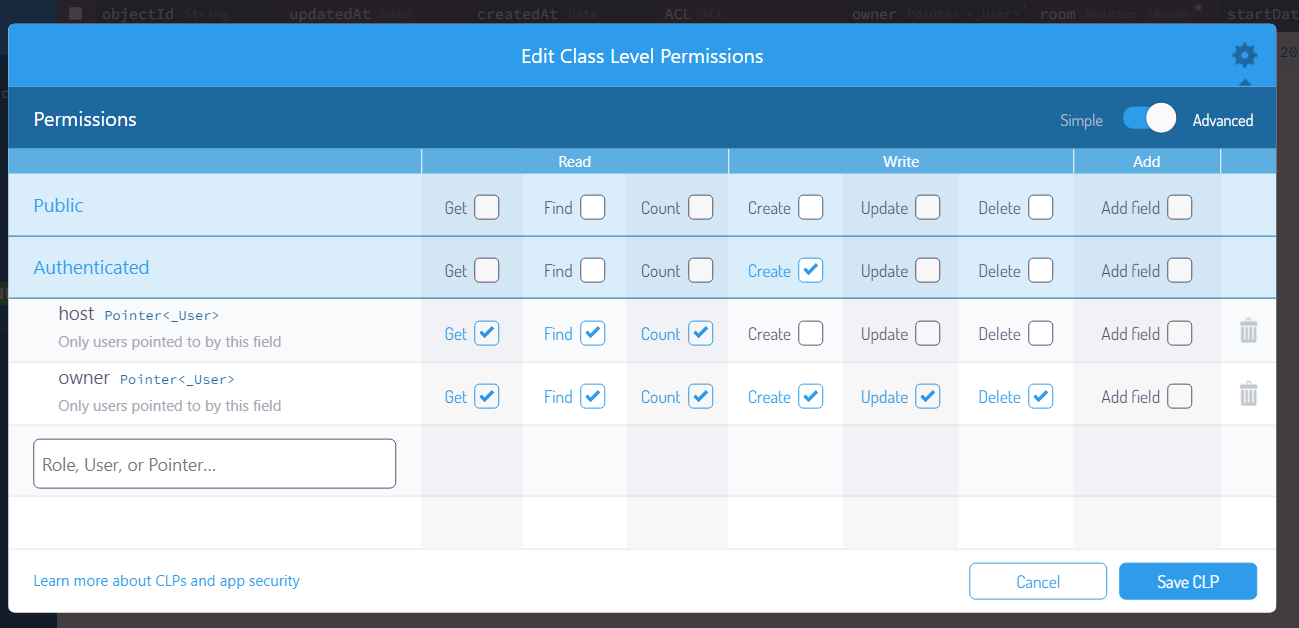 objectId String updatedAt Date createdAt Date ACL ACL owner Pointer <_User> room Pointer <Room> * startDat
Edit Class Level Permissions
20
Permissions Simple Advanced
Read Write Add
Public Get Find Count Create Update Delete Add field
Authenticated Get Find Count Create Update Delete Add field
host Pointer<_User>
Only users pointed to by this field
Get Find Count Create Update Delete Add field
owner Pointer<_User>
Only users pointed to by this field
Get Find Count Create Update Delete Add field
Role, User, or Pointer...
Learn more about CLPs and app security Cancel Save CLP